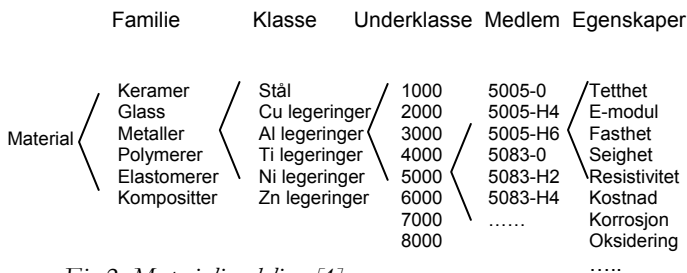 Familie Klasse Underklasse Medlem Egenskaper
Keramer Stål 1000 5005-0 Tetthet
Glass Cu legeringer 2000 5005-H4 E-modul
Material Metaller Al legeringer 3000 5005-H6 Fasthet
Polymerer Ti legeringer 4000 5083-0 Seighet
Elastomerer Ni legeringer 5000 5083-H2 Resistivitet
Kompositter Zn legeringer 6000 5083-H4 Kostnad
7000 …… Korrosjon
8000 Oksidering
…..